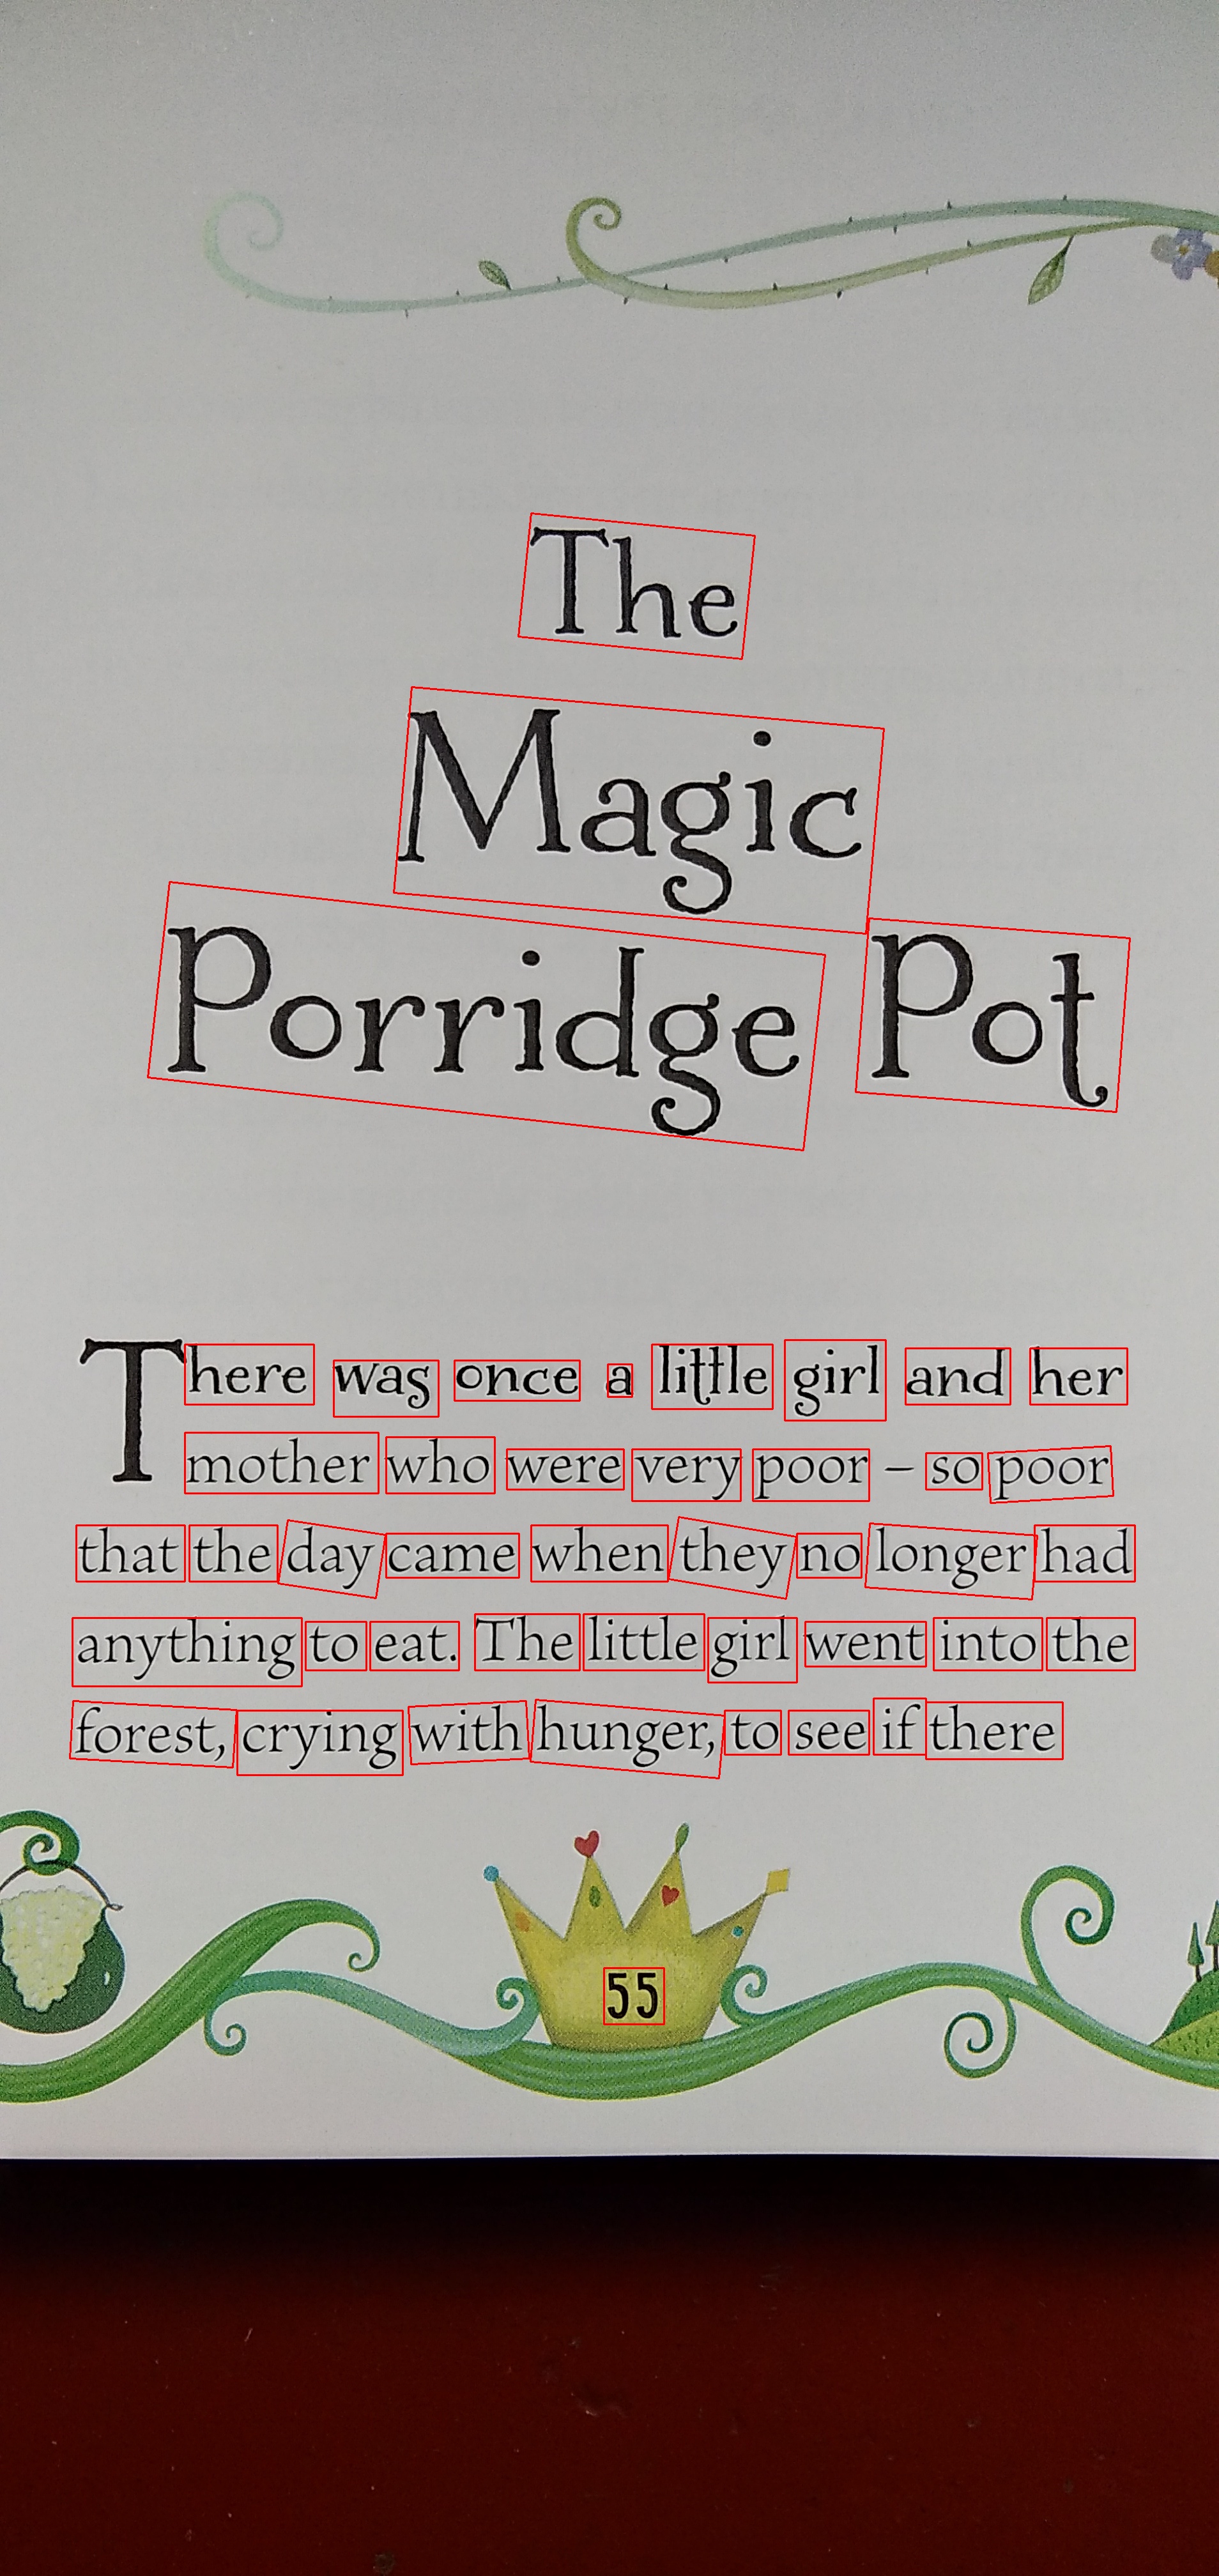 The
Magic
Porridge Pot
There was once a little girl and her
mother who were very poor – so poor
that the day came when they no longer had
anything to eat. The little girl went into the
forest, crying with hunger, to see if there
55